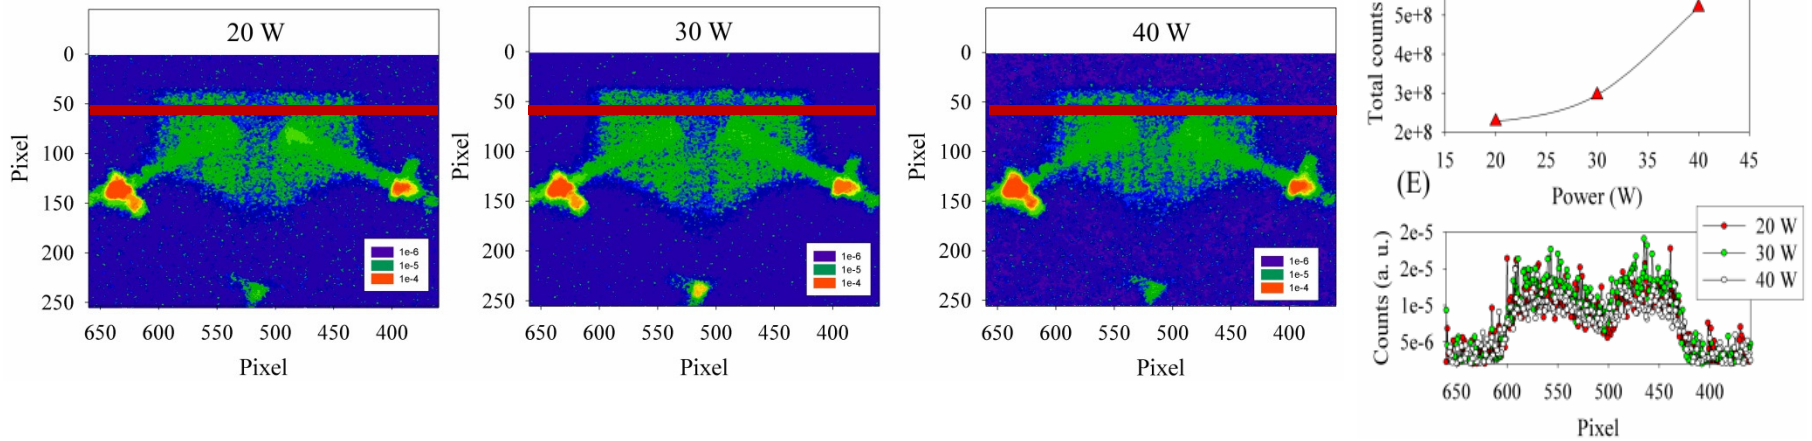 20 W
0
50
100
150
200
250
Pixel
1e-6
1e-5
1e-4
650 600 550 500 450 400
Pixel
30 W
0
50
100
150
200
250
Pixel
1e-6
1e-5
1e-4
650 600 550 500 450 400
Pixel
40 W
0
50
100
150
200
250
Pixel
1e-6
1e-5
1e-4
650 600 550 500 450 400
Pixel
Total counts
5e+8
4e+8
3e+8
2e+8
15 20 25 30 35 40 45
Power (W)
(E)
20 W
30 W
40 W
Counts (a. u.)
2e-5
2e-5
1e-5
5e-6
650 600 550 500 450 400
Pixel